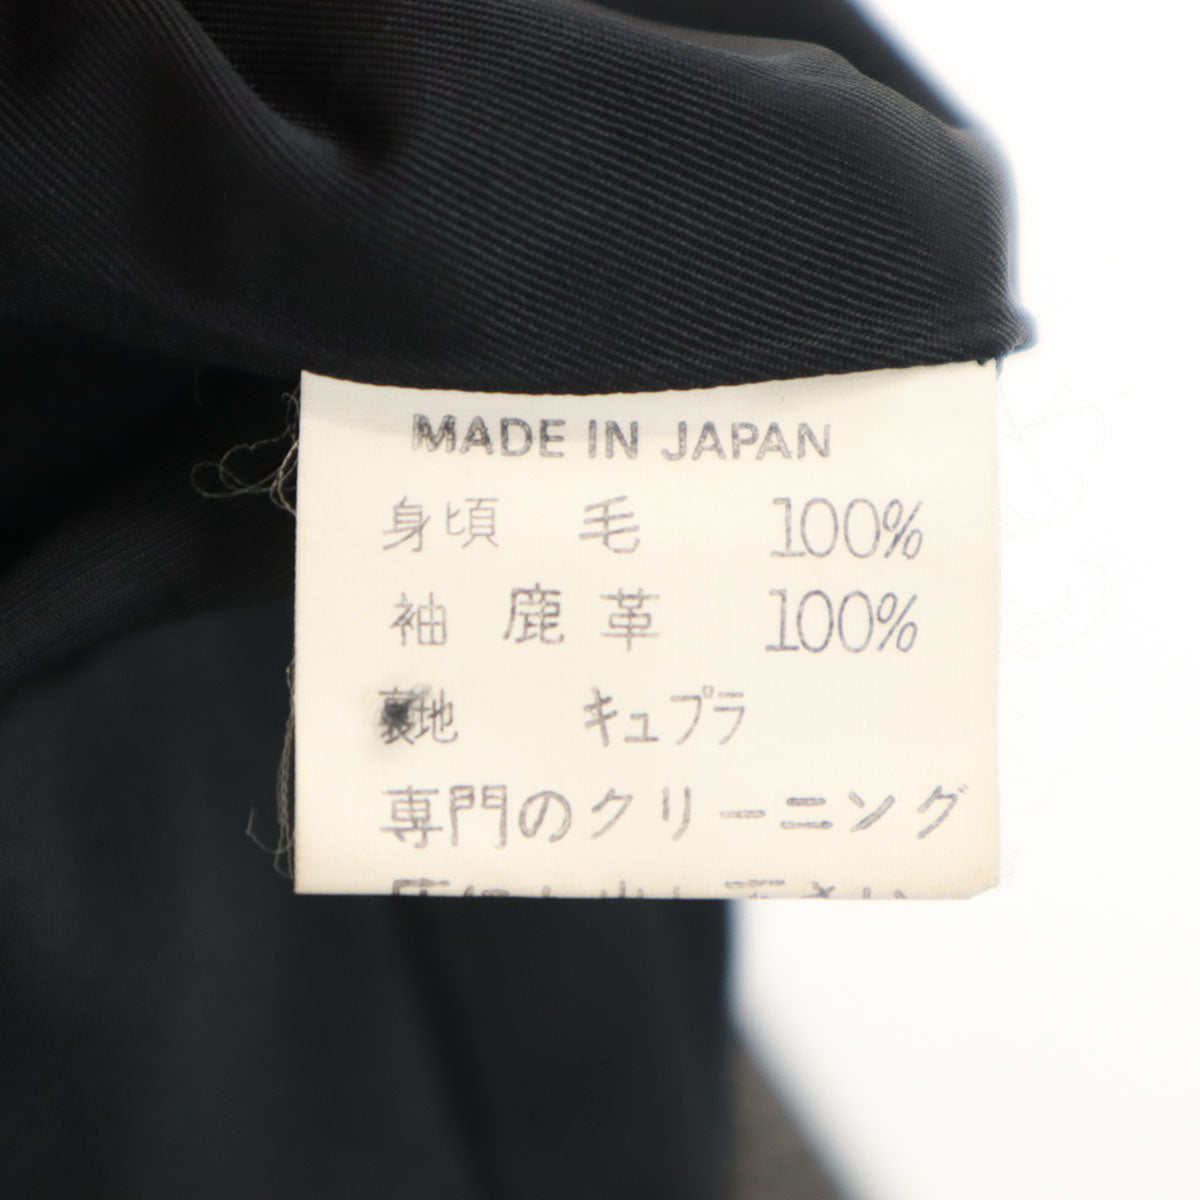 MADE IN JAPAN
身頃 毛 100%
袖 鹿革 100%
裏地 キュプラ
専門のクリーニング